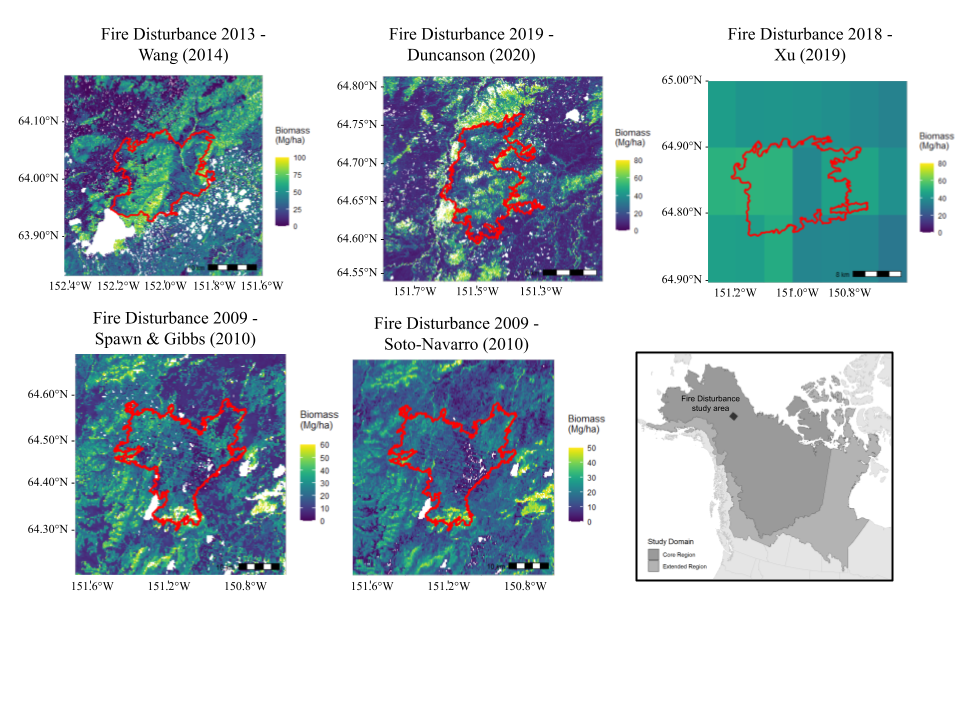 Fire Disturbance 2013 -
Wang (2014)
Fire Disturbance 2019 -
Duncanson (2020)
Fire Disturbance 2018 -
Xu (2019)
64.10°N
64.00°N
63.90°N
152.4°W 152.2°W 152.0°W 151.8°W 151.6°W
Biomass
(Mg/ha)
100
75
50
25
0
64.80°N
64.75°N
64.70°N
64.65°N
64.60°N
64.55°N
151.7°W 151.5°W 151.3°W
Biomass
(Mg/ha)
80
60
40
20
0
65.00°N
64.90°N
64.80°N
64.90°N
8 km
151.2°W 151.0°W 150.8°W
Biomass
(Mg/ha)
80
60
40
20
0
Fire Disturbance 2009 -
Spawn & Gibbs (2010)
Fire Disturbance 2009 -
Soto-Navarro (2010)
64.60°N
64.50°N
64.40°N
64.30°N
151.6°W 151.2°W 150.8°W
Biomass
(Mg/ha)
60
50
40
30
20
10
0
10 km
151.6°W 151.2°W 150.8°W
Biomass
(Mg/ha)
50
40
30
20
10
0
Fire Disturbance
study area
Study Domain
Core Region
Extended Region